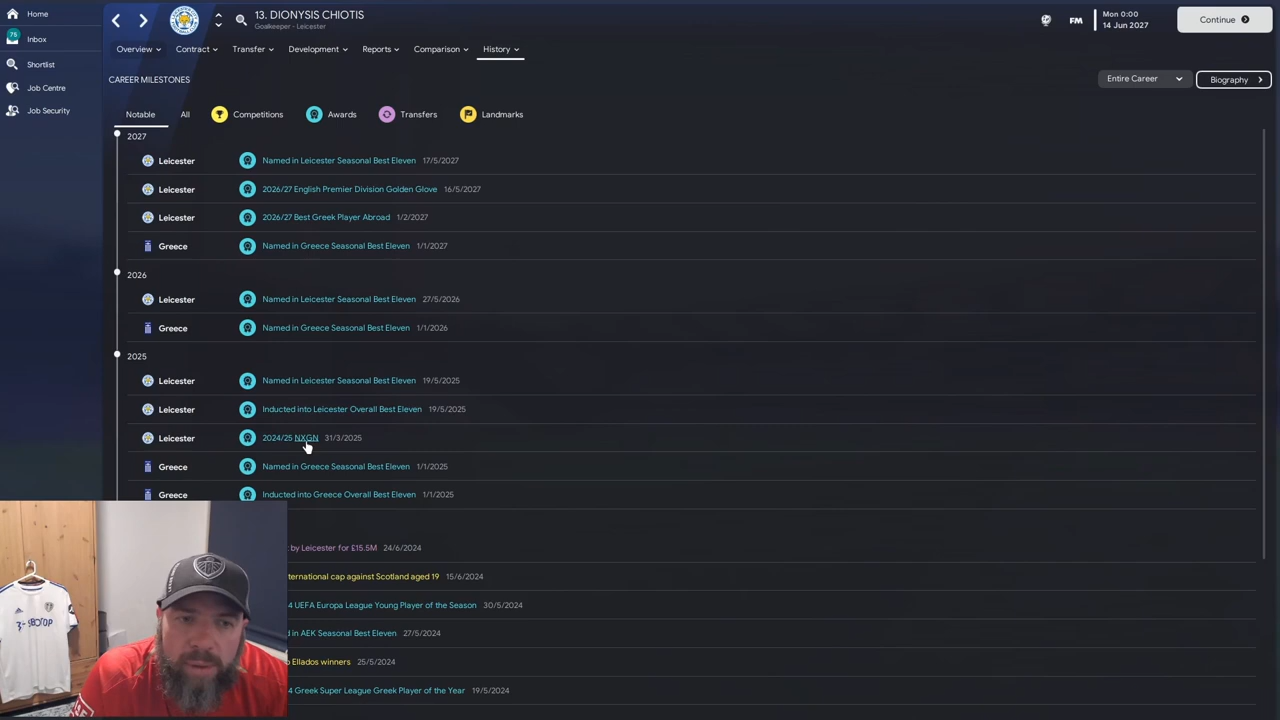 Home
75
Inbox
Shortlist
Job Centre
Job Security
13. DIONYSIS CHIOTIS
Goalkeeper - Leicester
FM
Mon 0:00
14 Jun 2027
Continue
Overview
Contract
Transfer
Development
Reports
Comparison
History
CAREER MILESTONES
Entire Career
Biography
Notable
All
Competitions
Awards
Transfers
Landmarks
2027
Leicester Named in Leicester Seasonal Best Eleven 17/5/2027
Leicester 2026/27 English Premier Division Golden Glove 16/5/2027
Leicester 2026/27 Best Greek Player Abroad 1/2/2027
Greece Named in Greece Seasonal Best Eleven 1/1/2027
2026
Leicester Named in Leicester Seasonal Best Eleven 27/5/2026
Greece Named in Greece Seasonal Best Eleven 1/1/2026
2025
Leicester Named in Leicester Seasonal Best Eleven 19/5/2025
Leicester Inducted into Leicester Overall Best Eleven 19/5/2025
Leicester 2024/25 NXGN 31/3/2025
Greece Named in Greece Seasonal Best Eleven 1/1/2025
Greece Inducted into Greece Overall Best Eleven 1/1/2025
by Leicester for £15.5M 24/6/2024
cap against Scotland aged 19 15/6/2024
4 UEFA Europa League Young Player of the Season 30/5/2024
in AEK Seasonal Best Eleven 27/5/2024
Ellados winners 25/5/2024
4 Greek Super League Greek Player of the Year 19/5/2024